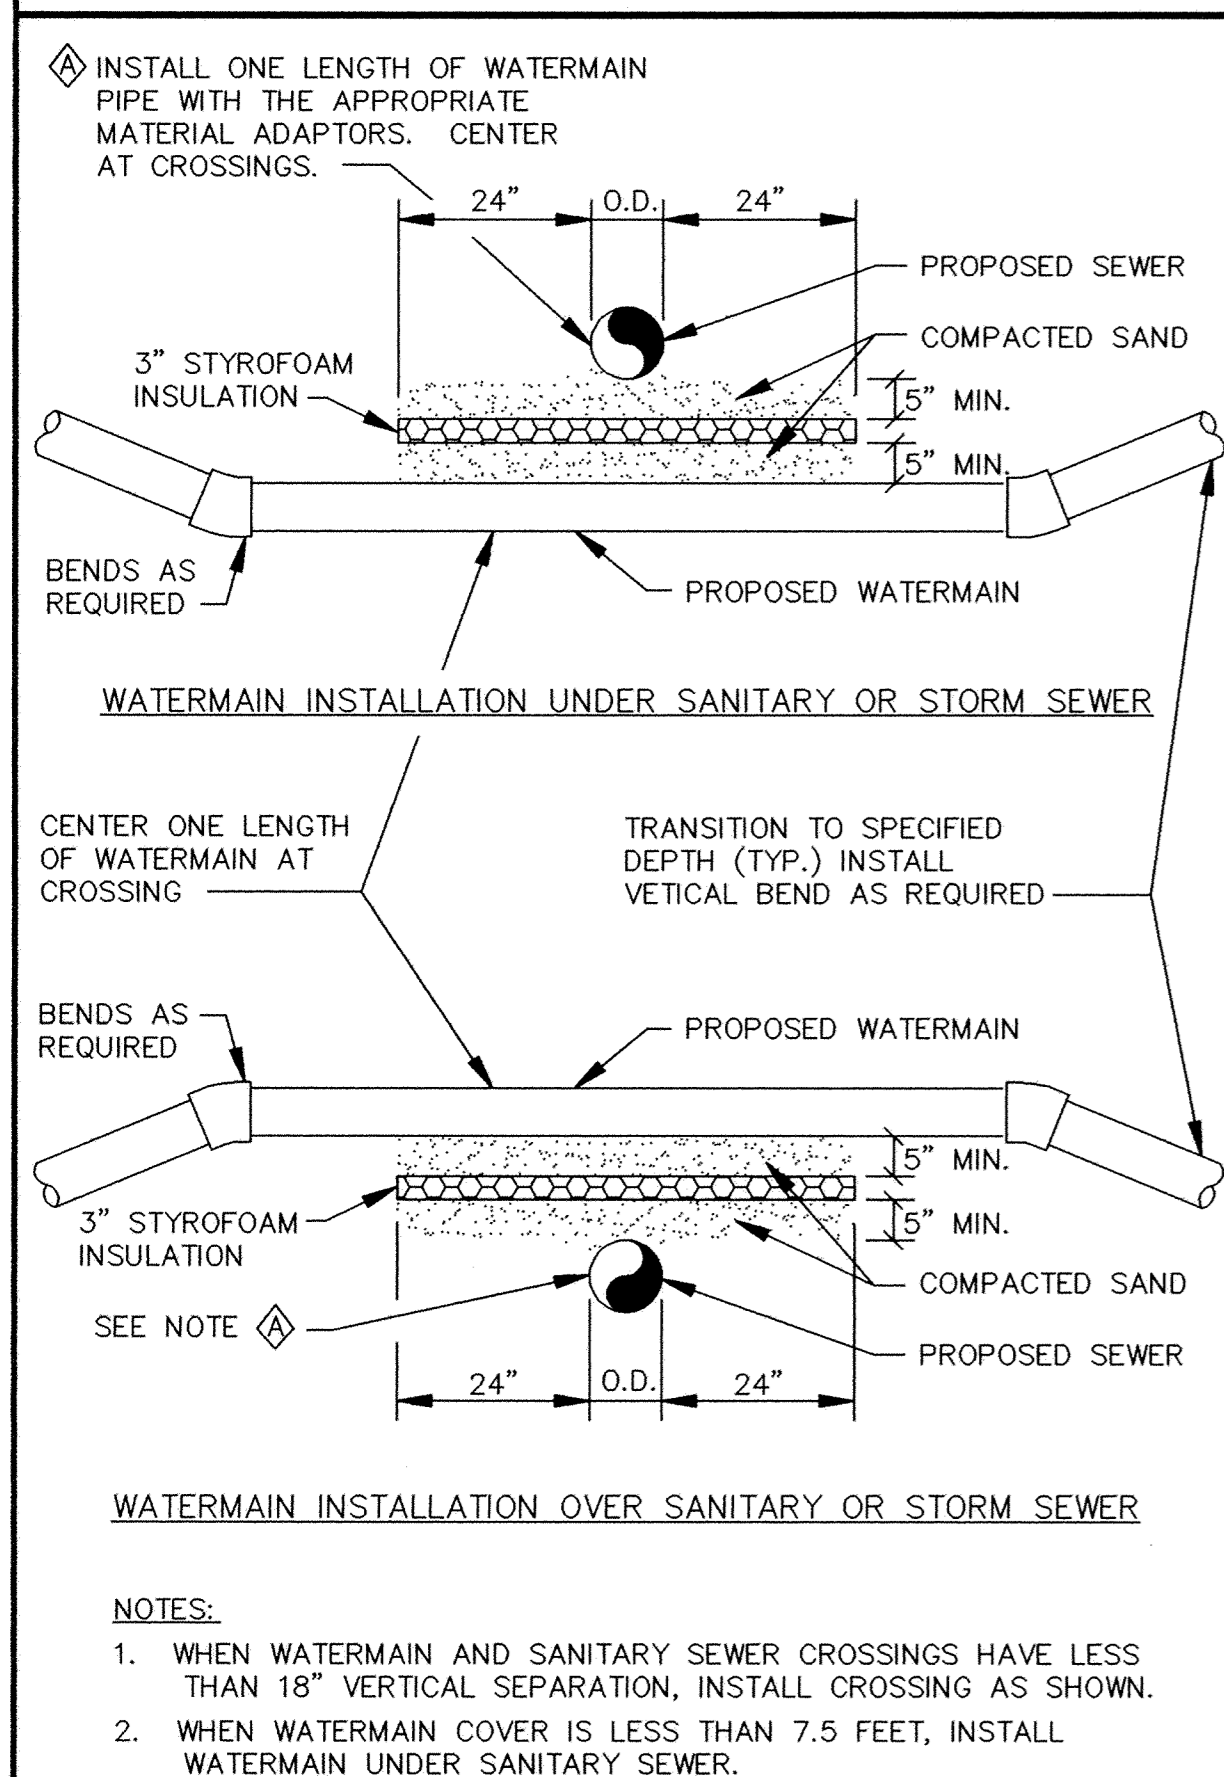 A INSTALL ONE LENGTH OF WATERMAIN
PIPE WITH THE APPROPRIATE
MATERIAL ADAPTORS. CENTER
AT CROSSINGS.
24" O.D. 24"
PROPOSED SEWER
COMPACTED SAND
3" STYROFOAM
INSULATION
5" MIN.
5" MIN.
BENDS AS
REQUIRED
PROPOSED WATERMAIN
WATERMAIN INSTALLATION UNDER SANITARY OR STORM SEWER
CENTER ONE LENGTH
OF WATERMAIN AT
CROSSING
TRANSITION TO SPECIFIED
DEPTH (TYP.) INSTALL
VETICAL BEND AS REQUIRED
BENDS AS
REQUIRED
PROPOSED WATERMAIN
5" MIN.
5" MIN.
3" STYROFOAM
INSULATION
COMPACTED SAND
SEE NOTE A
PROPOSED SEWER
24" O.D. 24"
WATERMAIN INSTALLATION OVER SANITARY OR STORM SEWER
NOTES:
1. WHEN WATERMAIN AND SANITARY SEWER CROSSINGS HAVE LESS
THAN 18" VERTICAL SEPARATION, INSTALL CROSSING AS SHOWN.
2. WHEN WATERMAIN COVER IS LESS THAN 7.5 FEET, INSTALL
WATERMAIN UNDER SANITARY SEWER.